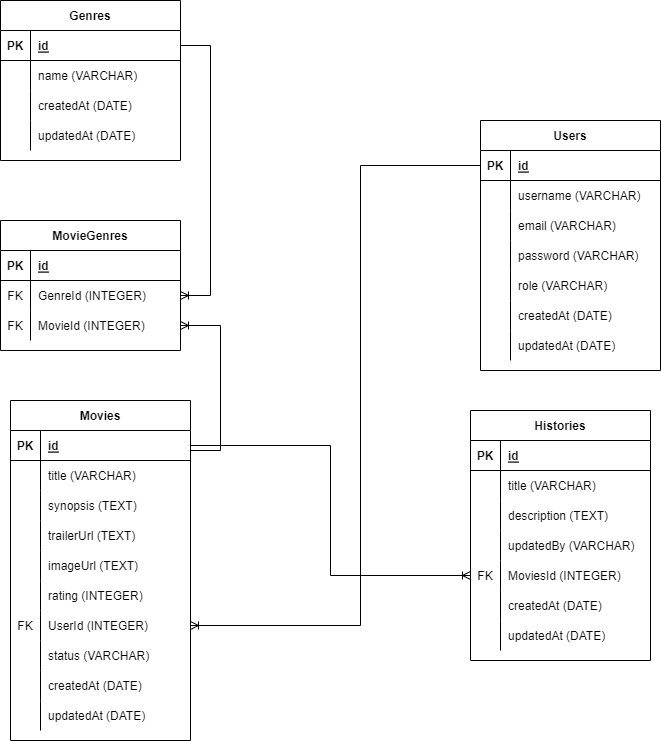 Genres
PK id
name (VARCHAR)
createdAt (DATE)
updatedAt (DATE)
MovieGenres
PK id
FK GenreId (INTEGER)
FK MovieId (INTEGER)
Movies
PK id
title (VARCHAR)
synopsis (TEXT)
trailerUrl (TEXT)
imageUrl (TEXT)
rating (INTEGER)
FK UserId (INTEGER)
status (VARCHAR)
createdAt (DATE)
updatedAt (DATE)
Users
PK id
username (VARCHAR)
email (VARCHAR)
password (VARCHAR)
role (VARCHAR)
createdAt (DATE)
updatedAt (DATE)
Histories
PK id
title (VARCHAR)
description (TEXT)
updatedBy (VARCHAR)
FK MoviesId (INTEGER)
createdAt (DATE)
updatedAt (DATE)